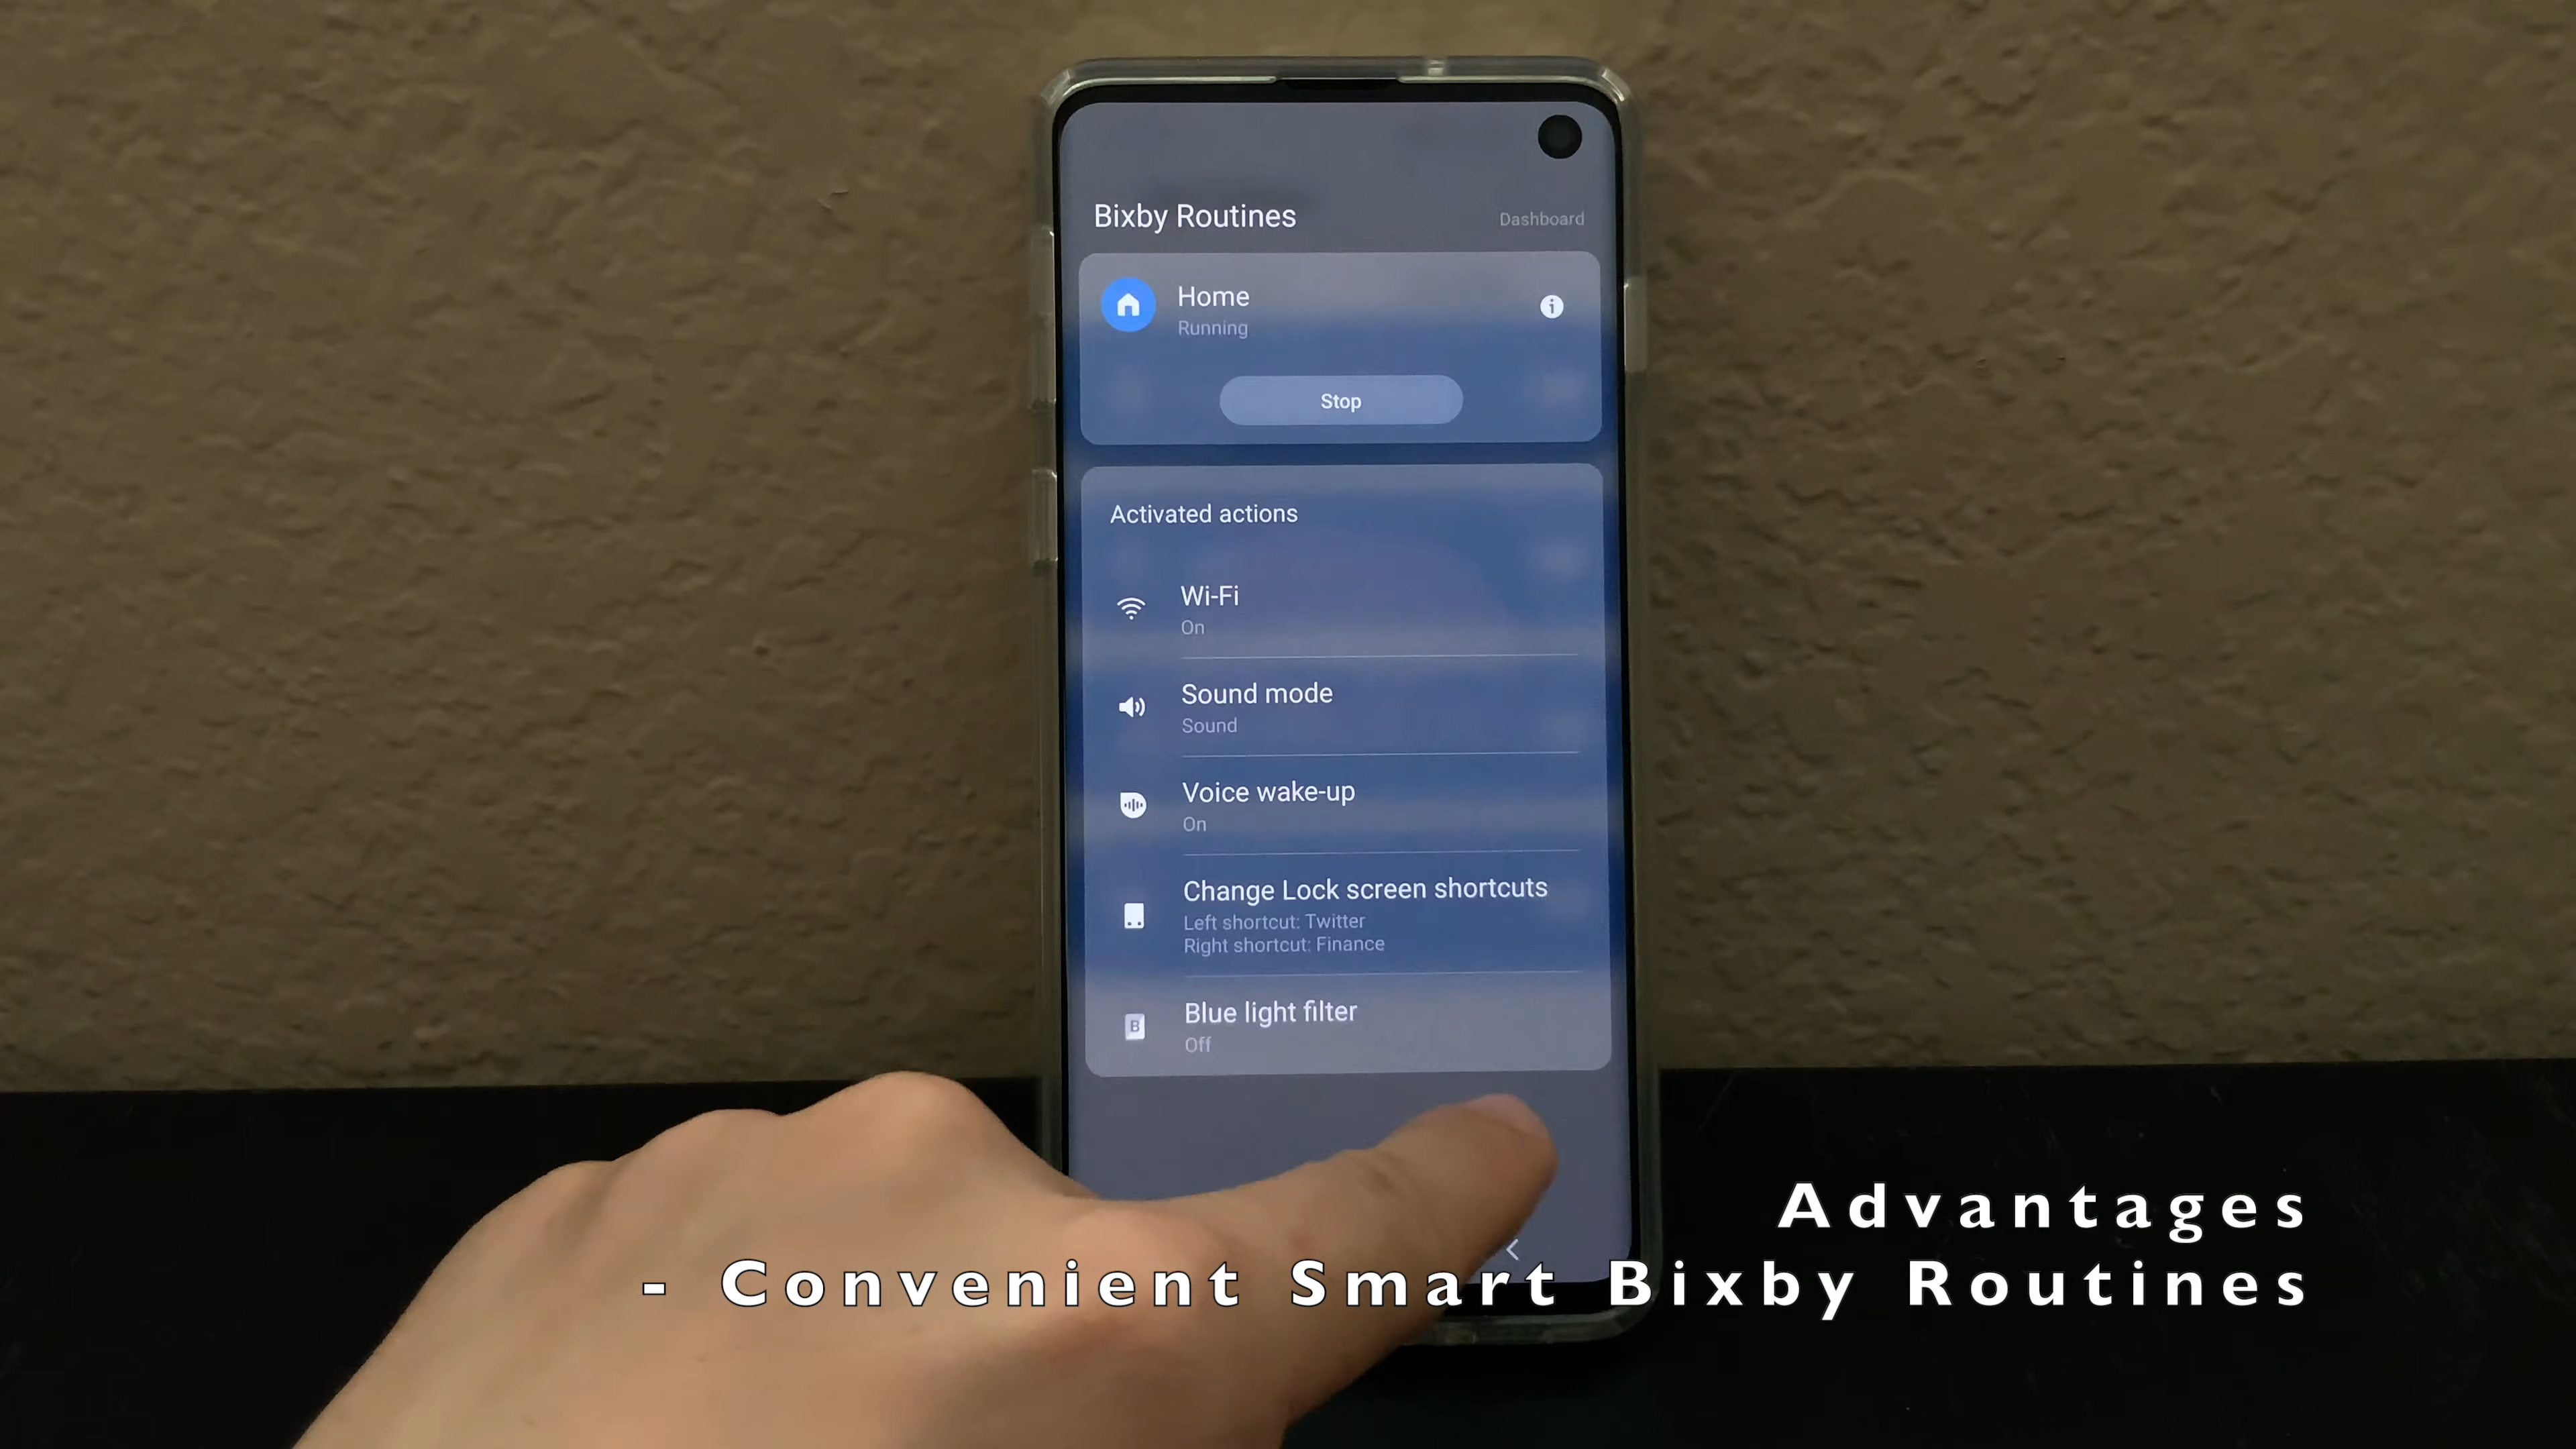 Bixby Routines
Dashboard
Home
Running
Stop
Activated actions
Wi-Fi
On
Sound mode
Sound
Voice wake-up
On
Change Lock screen shortcuts
Left shortcut: Twitter
Right shortcut: Finance
B
Blue light filter
Off
Advantages
- Convenient Smart Bixby Routines